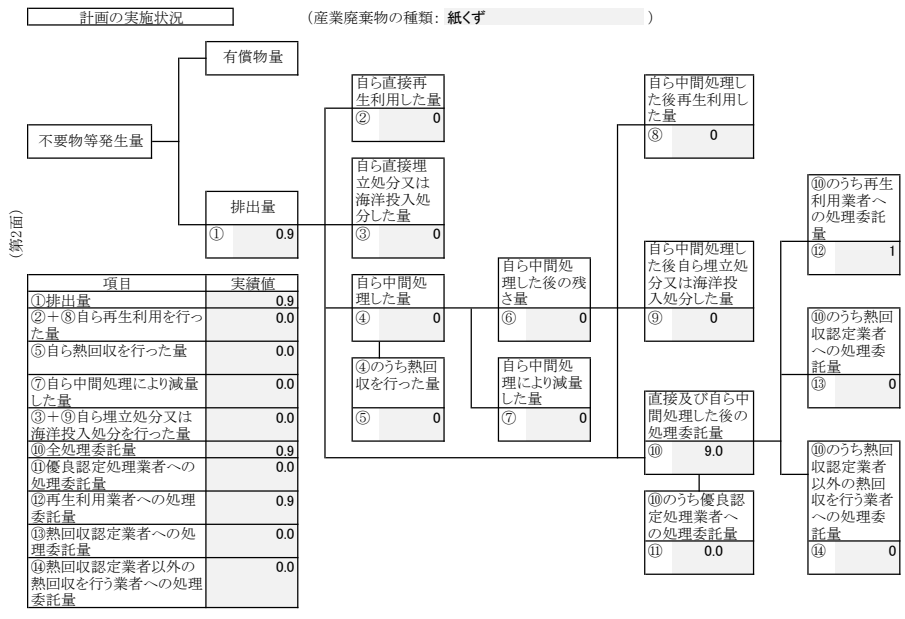 計画の実施状況
(産業廃棄物の種類: 紙くず )
有償物量
不要物等発生量
排出量
① 0.9
自ら直接再
生利用した量
② 0
自ら直接埋
立処分又は
海洋投入処
分した量
③ 0
自ら中間処
理した量
④ 0
④のうち熱回
収を行った量
⑤ 0
自ら中間処
理した後の残
さ量
⑥ 0
自ら中間処
理により減量
した量
⑦ 0
自ら中間処理し
た後再生利用し
た量
⑧ 0
自ら中間処理し
た後自ら埋立処
分又は海洋投
入処分した量
⑨ 0
直接及び自ら中
間処理した後の
処理委託量
⑩ 9.0
⑩のうち優良認
定処理業者へ
の処理委託量
⑪ 0.0
⑩のうち再生
利用業者へ
の処理委託
量
⑫ 1
⑩のうち熱回
収認定業者
への処理委
託量
⑬ 0
⑩のうち熱回
収認定業者
以外の熱回
収を行う業者
への処理委
託量
⑭ 0
(第2面)
項目 実績値
①排出量 0.9
②+⑧自ら再生利用を行っ 0.0
た量
⑤自ら熱回収を行った量 0.0
⑦自ら中間処理により減量 0.0
した量
③+⑨自ら埋立処分又は 0.0
海洋投入処分を行った量
⑩全処理委託量 0.9
⑪優良認定処理業者への 0.0
処理委託量
⑫再生利用業者への処理 0.9
委託量
⑬熱回収認定業者への処 0.0
理委託量
⑭熱回収認定業者以外の 0.0
熱回収を行う業者への処理
委託量